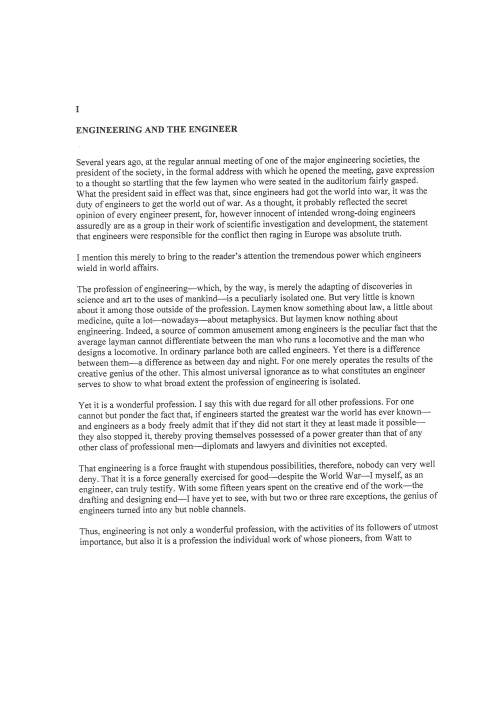 I
ENGINEERING AND THE ENGINEER
Several years ago, at the regular annual meeting of one of the major engineering societies, the
president of the society, in the formal address with which he opened the meeting, gave expression
to a thought so startling that the few laymen who were seated in the auditorium fairly gasped.
What the president said in effect was that, since engineers had got the world into war, it was the
duty of engineers to get the world out of war. As a thought, it probably reflected the secret
opinion of every engineer present, for, however innocent of intended wrong-doing engineers
assuredly are as a group in their work of scientific investigation and development, the statement
that engineers were responsible for the conflict then raging in Europe was absolute truth.
I mention this merely to bring to the reader's attention the tremendous power which engineers
wield in world affairs.
The profession of engineering—which, by the way, is merely the adapting of discoveries in
science and art to the uses of mankind—is a peculiarly isolated one. But very little is known
about it among those outside of the profession. Laymen know something about law, a little about
medicine, quite a lot—nowadays—about metaphysics. But laymen know nothing about
engineering. Indeed, a source of common amusement among engineers is the peculiar fact that the
average layman cannot differentiate between the man who runs a locomotive and the man who
designs a locomotive. In ordinary parlance both are called engineers. Yet there is a difference
between them—a difference as between day and night. For one merely operates the results of the
creative genius of the other. This almost universal ignorance as to what constitutes an engineer
serves to show to what broad extent the profession of engineering is isolated.
Yet it is a wonderful profession. I say this with due regard for all other professions. For one
cannot but ponder the fact that, if engineers started the greatest war the world has ever known—
and engineers as a body freely admit that if they did not start it they at least made it possible—
they also stopped it, thereby proving themselves possessed of a power greater than that of any
other class of professional men—diplomats and lawyers and divinities not excepted.
That engineering is a force fraught with stupendous possibilities, therefore, nobody can very well
deny. That it is a force generally exercised for good—despite the World War—I myself, as an
engineer, can truly testify. With some fifteen years spent on the creative end of the work—the
drafting and designing end—I have yet to see, with but two or three rare exceptions, the genius of
engineers turned into any but noble channels.
Thus, engineering is not only a wonderful profession, with the activities of its followers of utmost
importance, but also it is a profession the individual work of whose pioneers, from Watt to